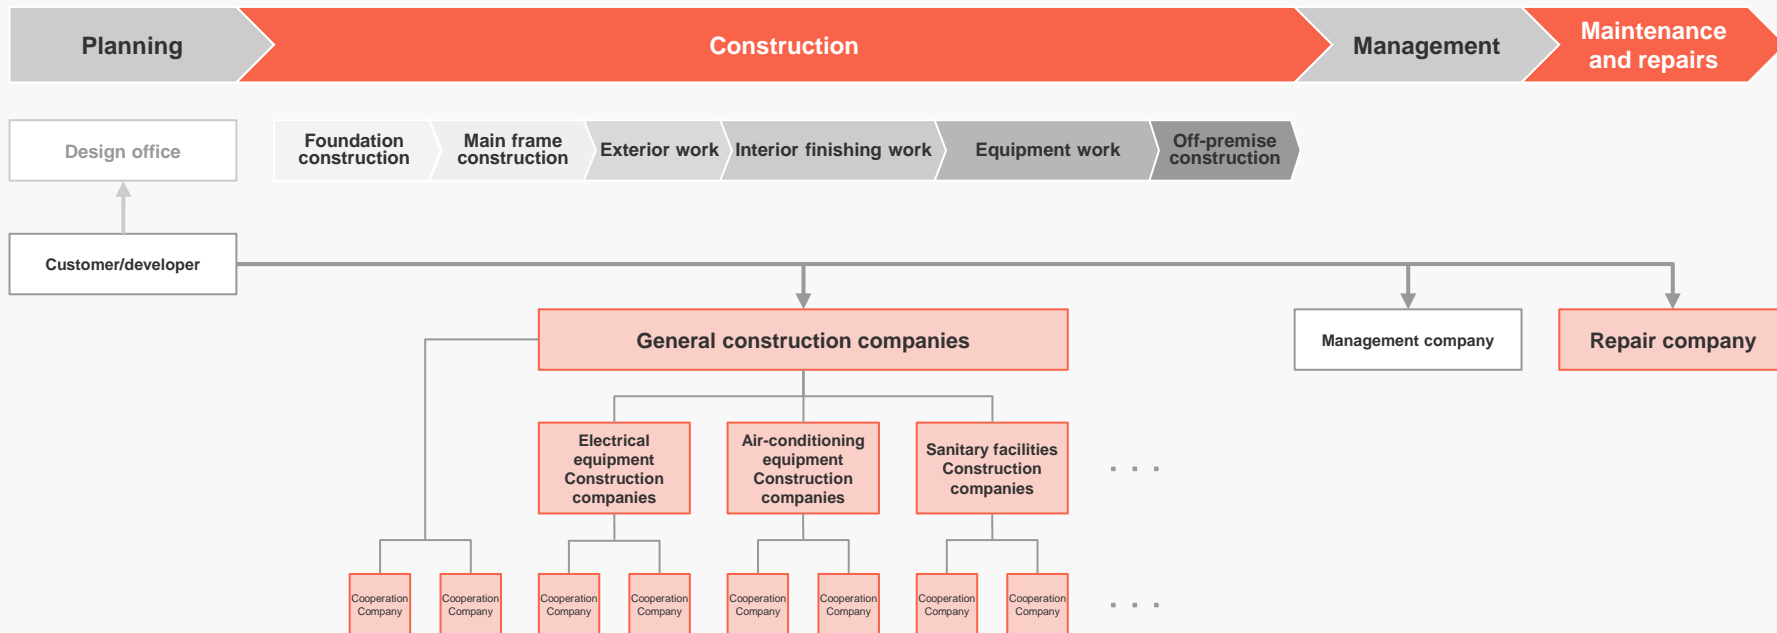 Planning
Construction
Management
Maintenance
and repairs
Design office
Foundation
construction
Main frame
construction
Exterior work
Interior finishing work
Equipment work
Off-premise
construction
Customer/developer
General construction companies
Management company
Repair company
Electrical
equipment
Construction
companies
Air-conditioning
equipment
Construction
companies
Sanitary facilities
Construction
companies
. . .
Cooperation
Company
Cooperation
Company
Cooperation
Company
Cooperation
Company
Cooperation
Company
Cooperation
Company
Cooperation
Company
Cooperation
Company
. . .